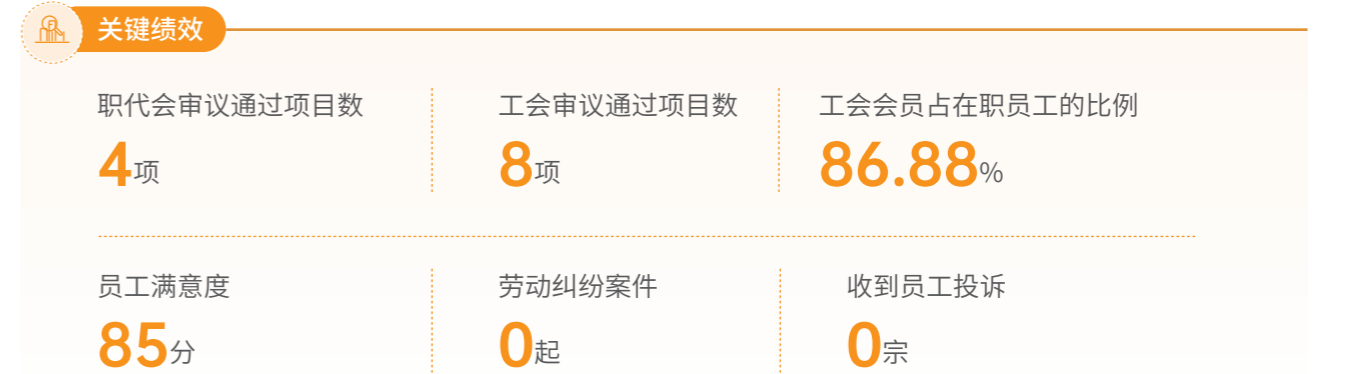 关键绩效
职代会审议通过项目数
工会审议通过项目数
工会会员占在职员工的比例
4项
8项
86.88%
员工满意度
劳动纠纷案件
收到员工投诉
85分
0起
0宗